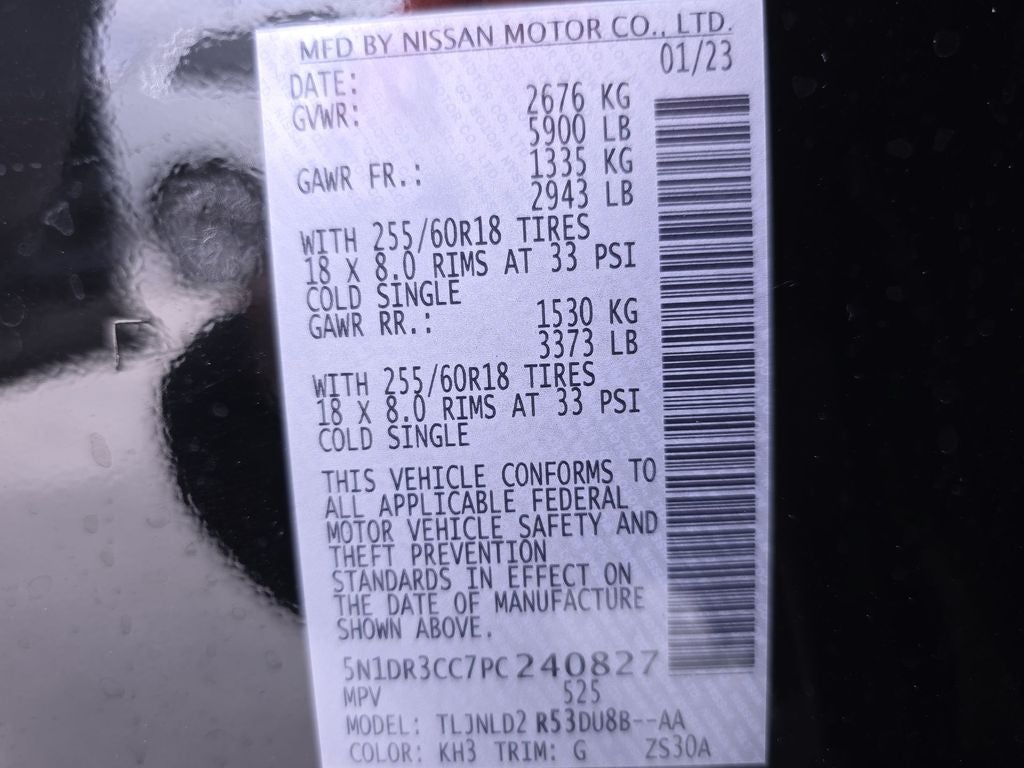 MFD BY NISSAN MOTOR CO., LTD.
DATE: 01/23
GVWR: 2676 KG
5900 LB
GAWR FR.: 1335 KG
2943 LB
WITH 255/60R18 TIRES
18 X 8.0 RIMS AT 33 PSI
COLD SINGLE
GAWR RR.: 1530 KG
3373 LB
WITH 255/60R18 TIRES
18 X 8.0 RIMS AT 33 PSI
COLD SINGLE
THIS VEHICLE CONFORMS TO
ALL APPLICABLE FEDERAL
MOTOR VEHICLE SAFETY AND
THEFT PREVENTION
STANDARDS IN EFFECT ON
THE DATE OF MANUFACTURE
SHOWN ABOVE.
5N1DR3CC7PC240827
MPV 525
MODEL: TLJNLD2 R53DU8B--AA
COLOR: KH3 TRIM: G ZS30A